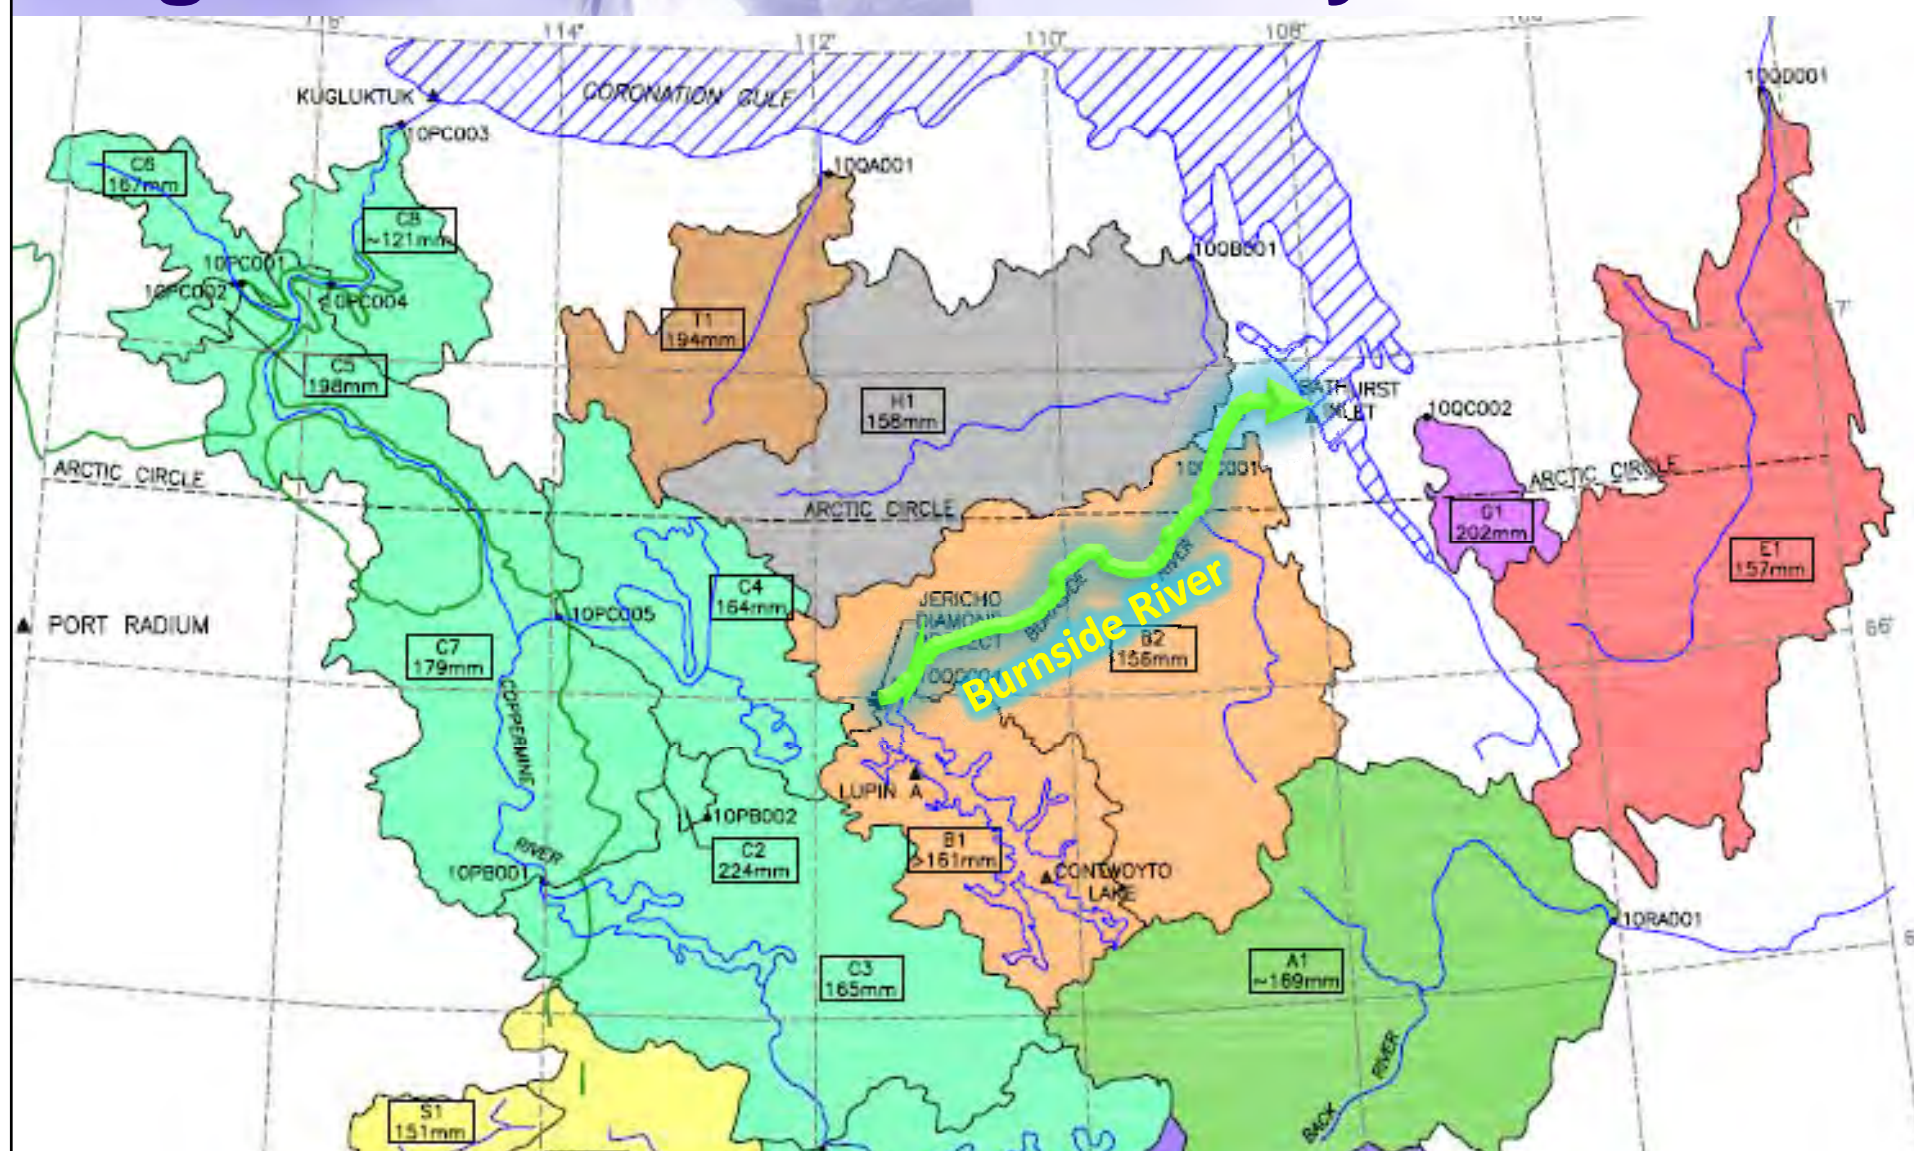 114°
112°
110°
108°
10QD001
KUGLUKTUK
CORONATION GULF
10PC003
C6
167mm
10QA001
C8
~121mm
10QB001
10PC001
10PC002
10PC004
T1
194mm
C5
198mm
BATHURST
INLET
H1
158mm
10QC002
ARCTIC CIRCLE
ARCTIC CIRCLE
ARCTIC CIRCLE
G1
202mm
E1
157mm
C4
164mm
RIVER
JERICHO
DIAMOND
PORT RADIUM
10PC005
Burnside River
66°
C7
179mm
B2
156mm
COPPERMINE
LUPIN A
10PB002
RIVER
C2
224mm
B1
>161mm
10PB001
CONTWOYTO
LAKE
10RA001
C3
165mm
A1
~169mm
RIVER
BACK
S1
151mm